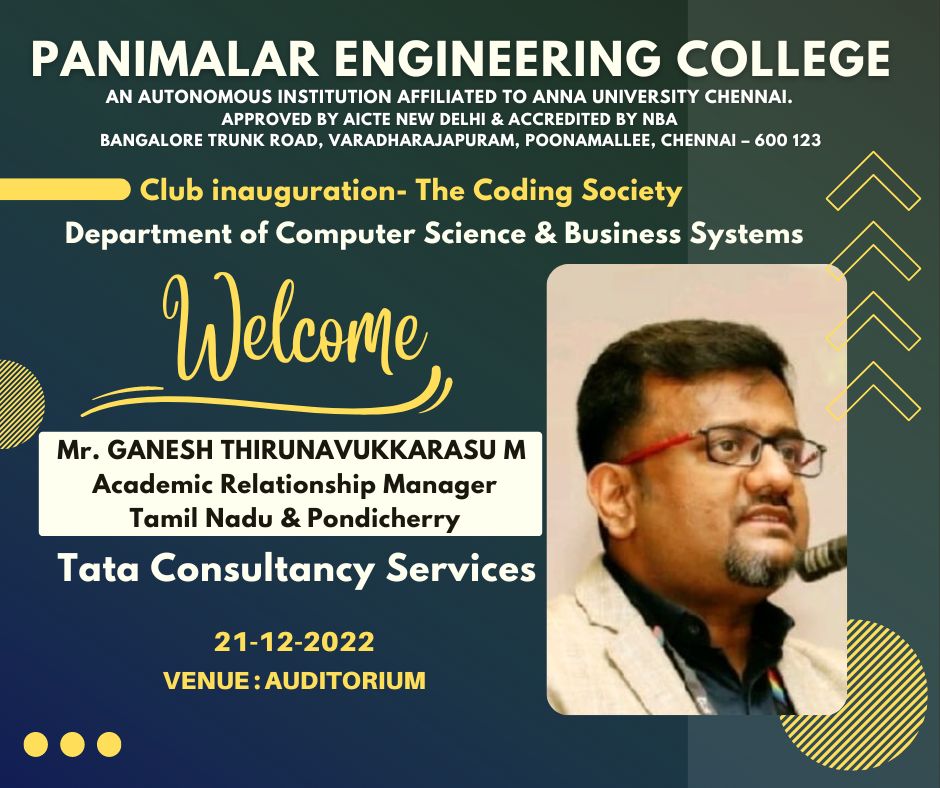 PANIMALAR ENGINEERING COLLEGE
AN AUTONOMOUS INSTITUTION AFFILIATED TO ANNA UNIVERSITY CHENNAI.
APPROVED BY AICTE NEW DELHI & ACCREDITED BY NBA
BANGALORE TRUNK ROAD, VARADHARAJAPURAM, POONAMALLEE, CHENNAI – 600 123
Club inauguration- The Coding Society
Department of Computer Science & Business Systems
Welcome
Mr. GANESH THIRUNAVUKKARASU M
Academic Relationship Manager
Tamil Nadu & Pondicherry
Tata Consultancy Services
21-12-2022
VENUE : AUDITORIUM